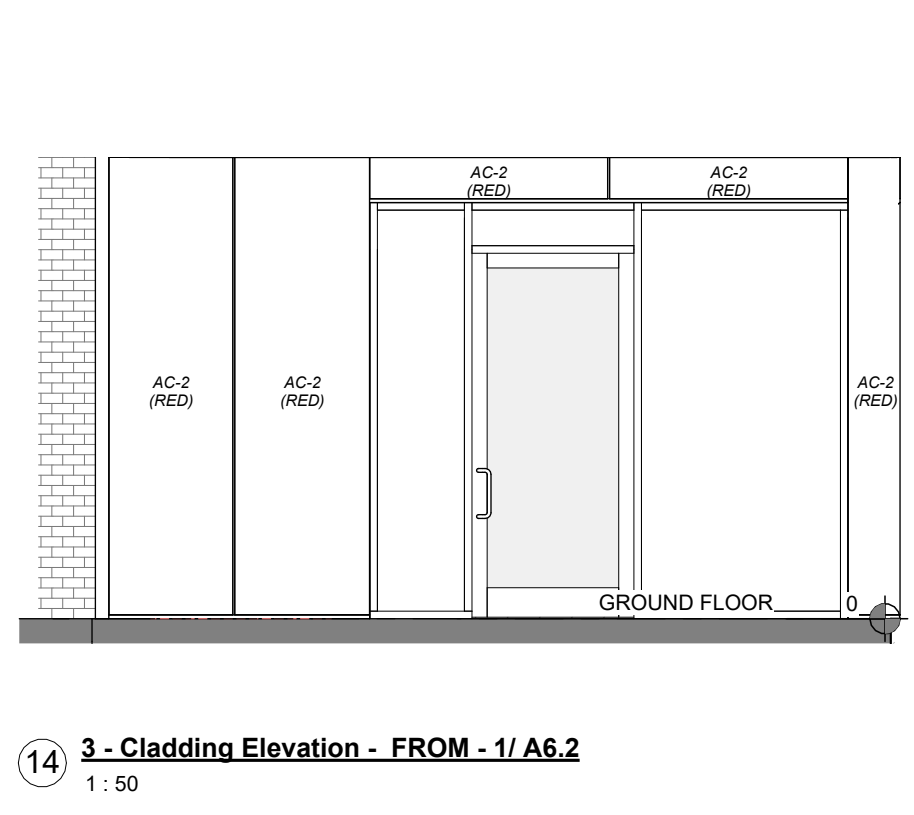 AC-2
(RED)
AC-2
(RED)
AC-2
(RED)
AC-2
(RED)
AC-2
(RED)
GROUND FLOOR
0
14
3 - Cladding Elevation - FROM - 1/ A6.2
1 : 50